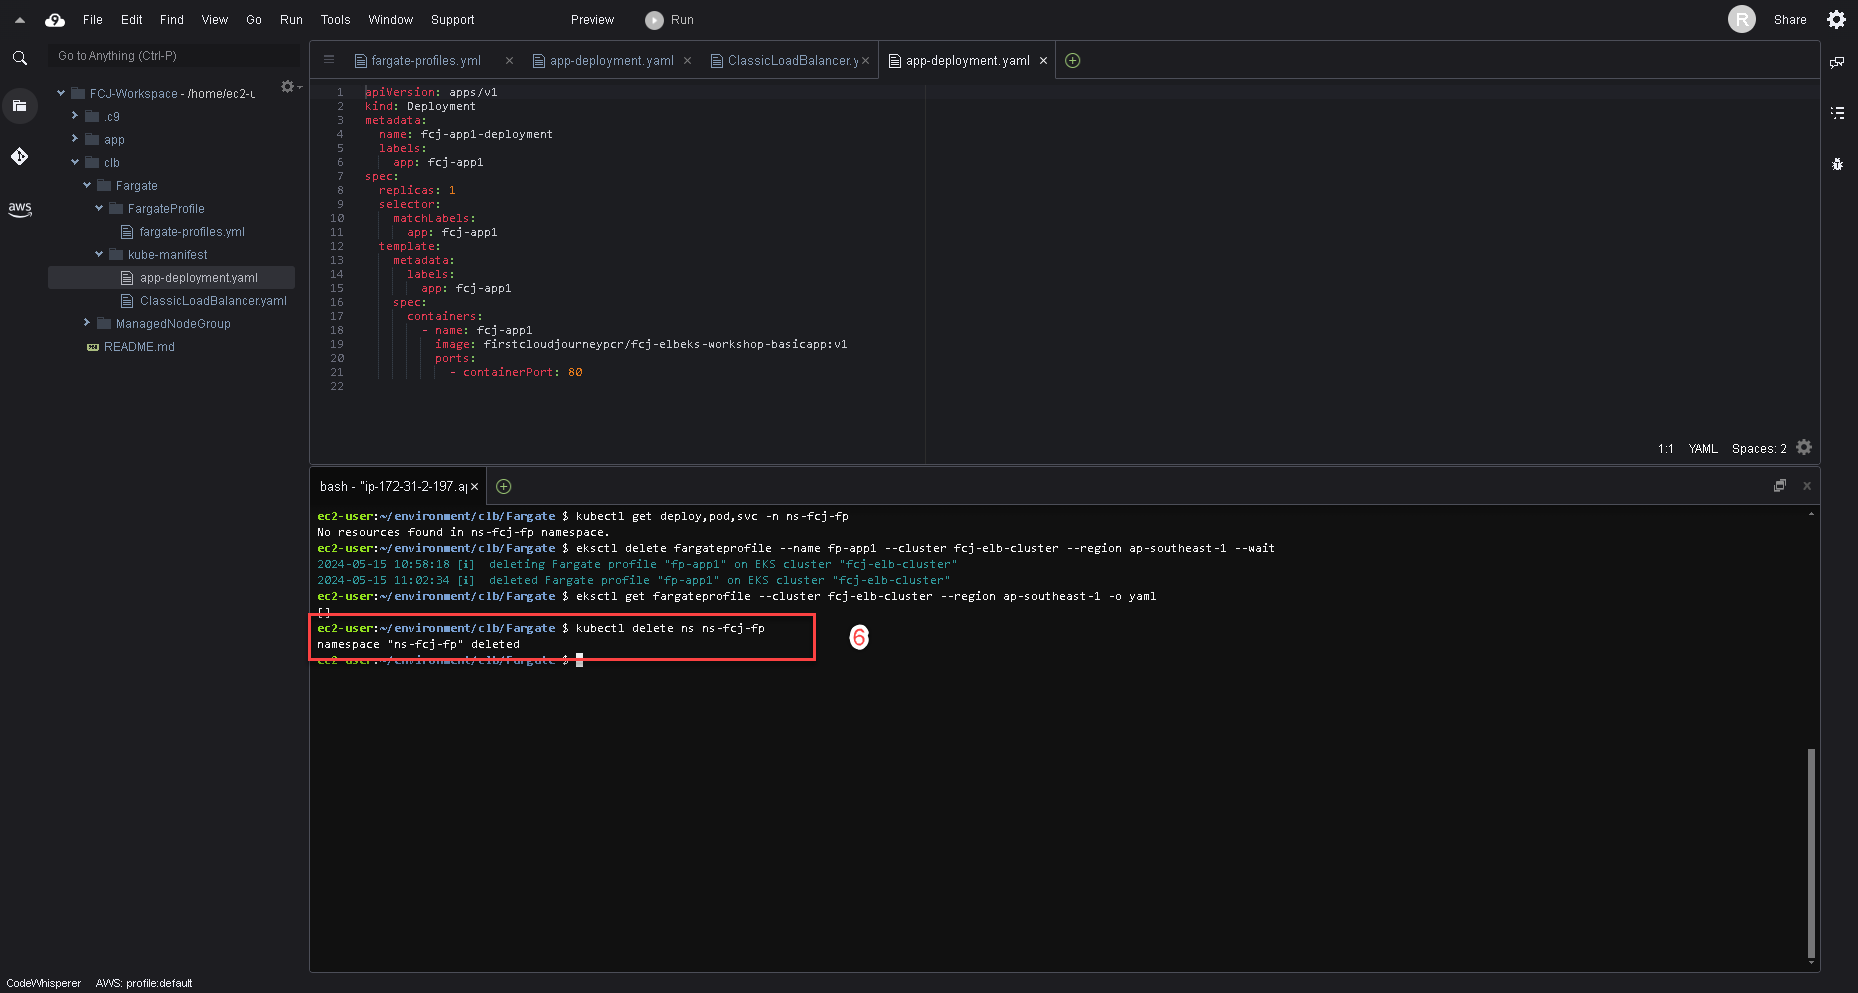 File Edit Find View Go Run Tools Window Support Preview Run R Share
Go to Anything (Ctrl-P)
FCJ-Workspace - /home/ec2-u
.c9
app
clb
Fargate
FargateProfile
fargate-profiles.yml
kube-manifest
app-deployment.yaml
ClassicLoadBalancer.yaml
ManagedNodeGroup
README.md
aws
fargate-profiles.yml app-deployment.yaml ClassicLoadBalancer.y app-deployment.yaml
1 apiVersion: apps/v1
2 kind: Deployment
3 metadata:
4 name: fcj-app1-deployment
5 labels:
6 app: fcj-app1
7 spec:
8 replicas: 1
9 selector:
10 matchLabels:
11 app: fcj-app1
12 template:
13 metadata:
14 labels:
15 app: fcj-app1
16 spec:
17 containers:
18 - name: fcj-app1
19 image: firstcloudjourneypcr/fcj-elbeks-workshop-basicapp:v1
20 ports:
21 - containerPort: 80
22
1:1 YAML Spaces: 2
bash - "ip-172-31-2-197.a
ec2-user:~/environment/clb/Fargate $ kubectl get deploy,pod,svc -n ns-fcj-fp
No resources found in ns-fcj-fp namespace.
ec2-user:~/environment/clb/Fargate $ eksctl delete fargateprofile --name fp-app1 --cluster fcj-elb-cluster --region ap-southeast-1 --wait
2024-05-15 10:58:18 [i] deleting Fargate profile "fp-app1" on EKS cluster "fcj-elb-cluster"
2024-05-15 11:02:34 [i] deleted Fargate profile "fp-app1" on EKS cluster "fcj-elb-cluster"
ec2-user:~/environment/clb/Fargate $ eksctl get fargateprofile --cluster fcj-elb-cluster --region ap-southeast-1 -o yaml
[]
ec2-user:~/environment/clb/Fargate $ kubectl delete ns ns-fcj-fp
namespace "ns-fcj-fp" deleted
ec2-user:~/environment/clb/Fargate $
6
CodeWhisperer AWS: profile:default